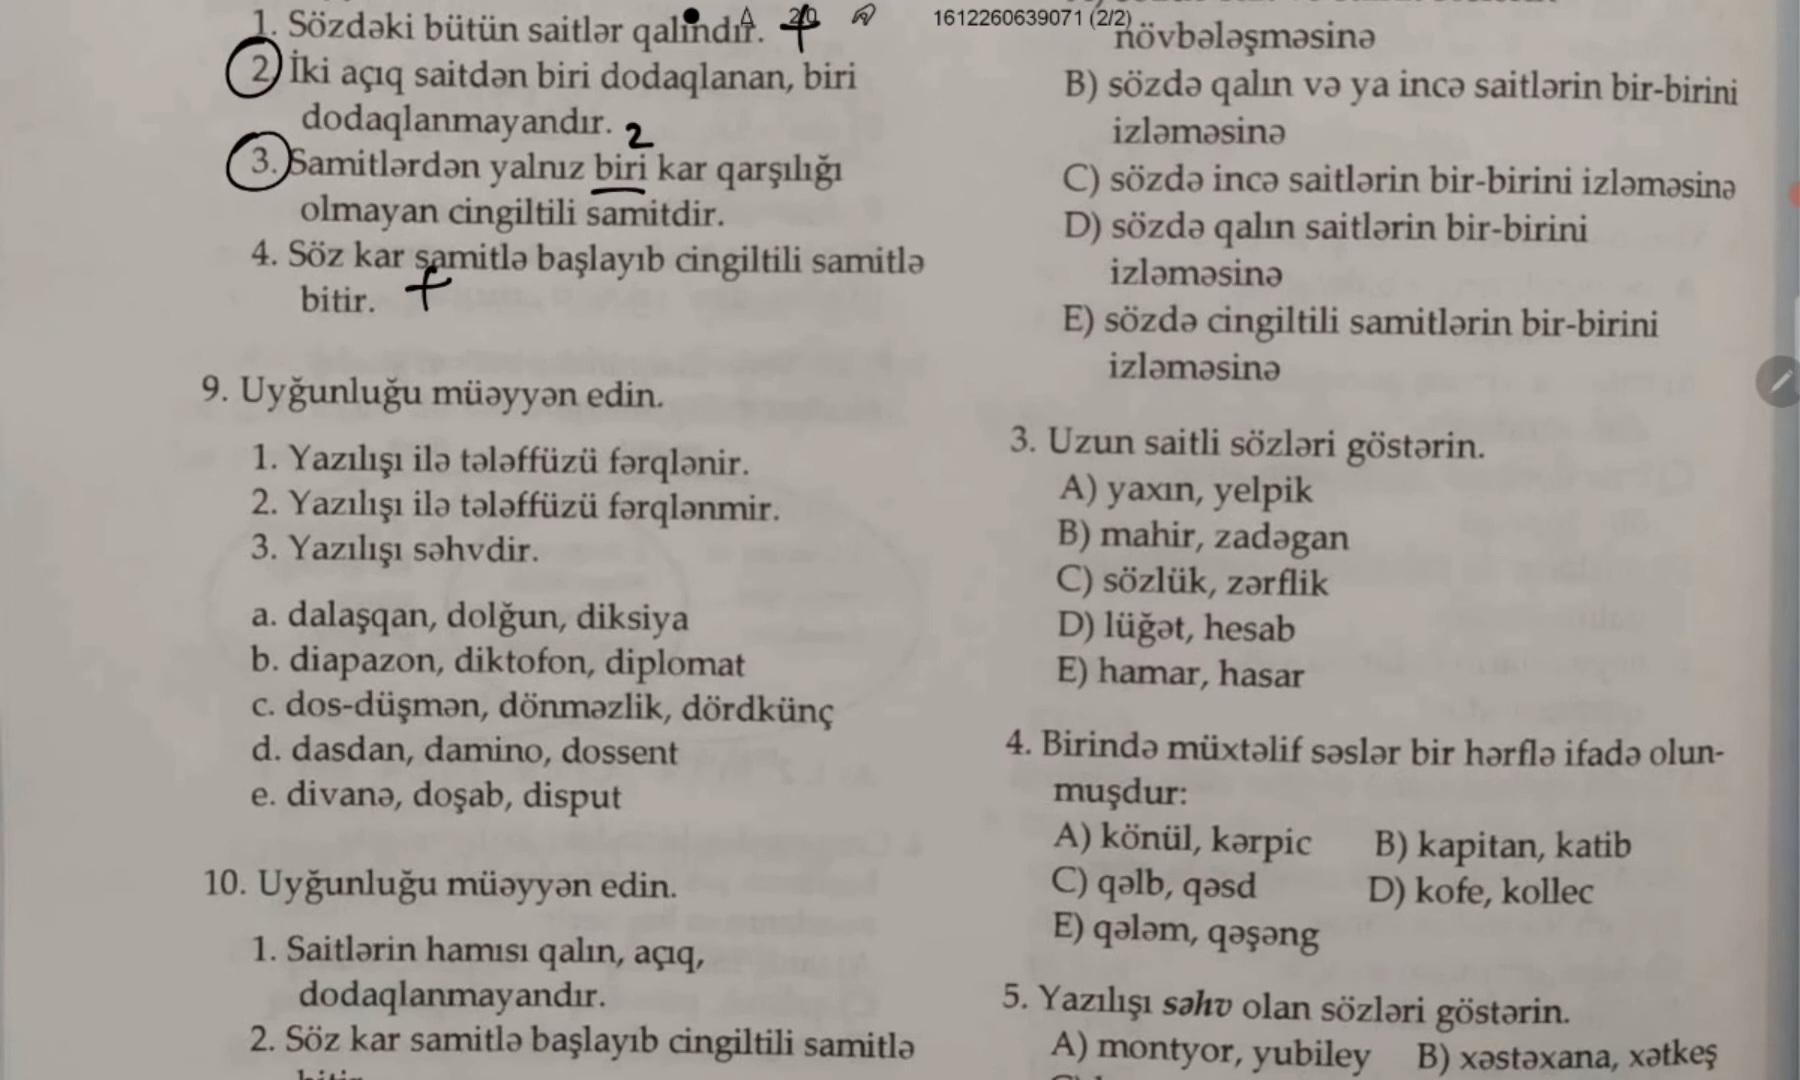 1612260639071 (2/2)
1. Sözdəki bütün saitlər qalındır.
2. İki açıq saitdən biri dodaqlanan, biri
dodaqlanmayandır.
2
3. Samitlərdən yalnız biri kar qarşılığı
olmayan cingiltili samitdir.
4. Söz kar samitlə başlayıb cingiltili samitlə
bitir.
9. Uyğunluğu müəyyən edin.
1. Yazılışı ilə tələffüzü fərqlənir.
2. Yazılışı ilə tələffüzü fərqlənmir.
3. Yazılışı səhvdir.
a. dalaşqan, dolğun, diksiya
b. diapazon, diktofon, diplomat
c. dos-düşmən, dönməzlik, dördkünç
d. dasdan, damino, dossent
e. divanə, doşab, disput
10. Uyğunluğu müəyyən edin.
1. Saitlərin hamısı qalın, açıq,
dodaqlanmayandır.
2. Söz kar samitlə başlayıb cingiltili samitlə
növbələşməsinə
B) sözdə qalın və ya incə saitlərin bir-birini
izləməsinə
C) sözdə incə saitlərin bir-birini izləməsinə
D) sözdə qalın saitlərin bir-birini
izləməsinə
E) sözdə cingiltili samitlərin bir-birini
izləməsinə
3. Uzun saitli sözləri göstərin.
A) yaxın, yelpik
B) mahir, zadəgan
C) sözlük, zərflik
D) lüğət, hesab
E) hamar, hasar
4. Birində müxtəlif səslər bir hərflə ifadə olun-
muşdur:
A) könül, kərpic B) kapitan, katib
C) qəlb, qəsd D) kofe, kollec
E) qələm, qəşəng
5. Yazılışı səhv olan sözləri göstərin.
A) montyor, yubiley B) xəstəxana, xətkeş